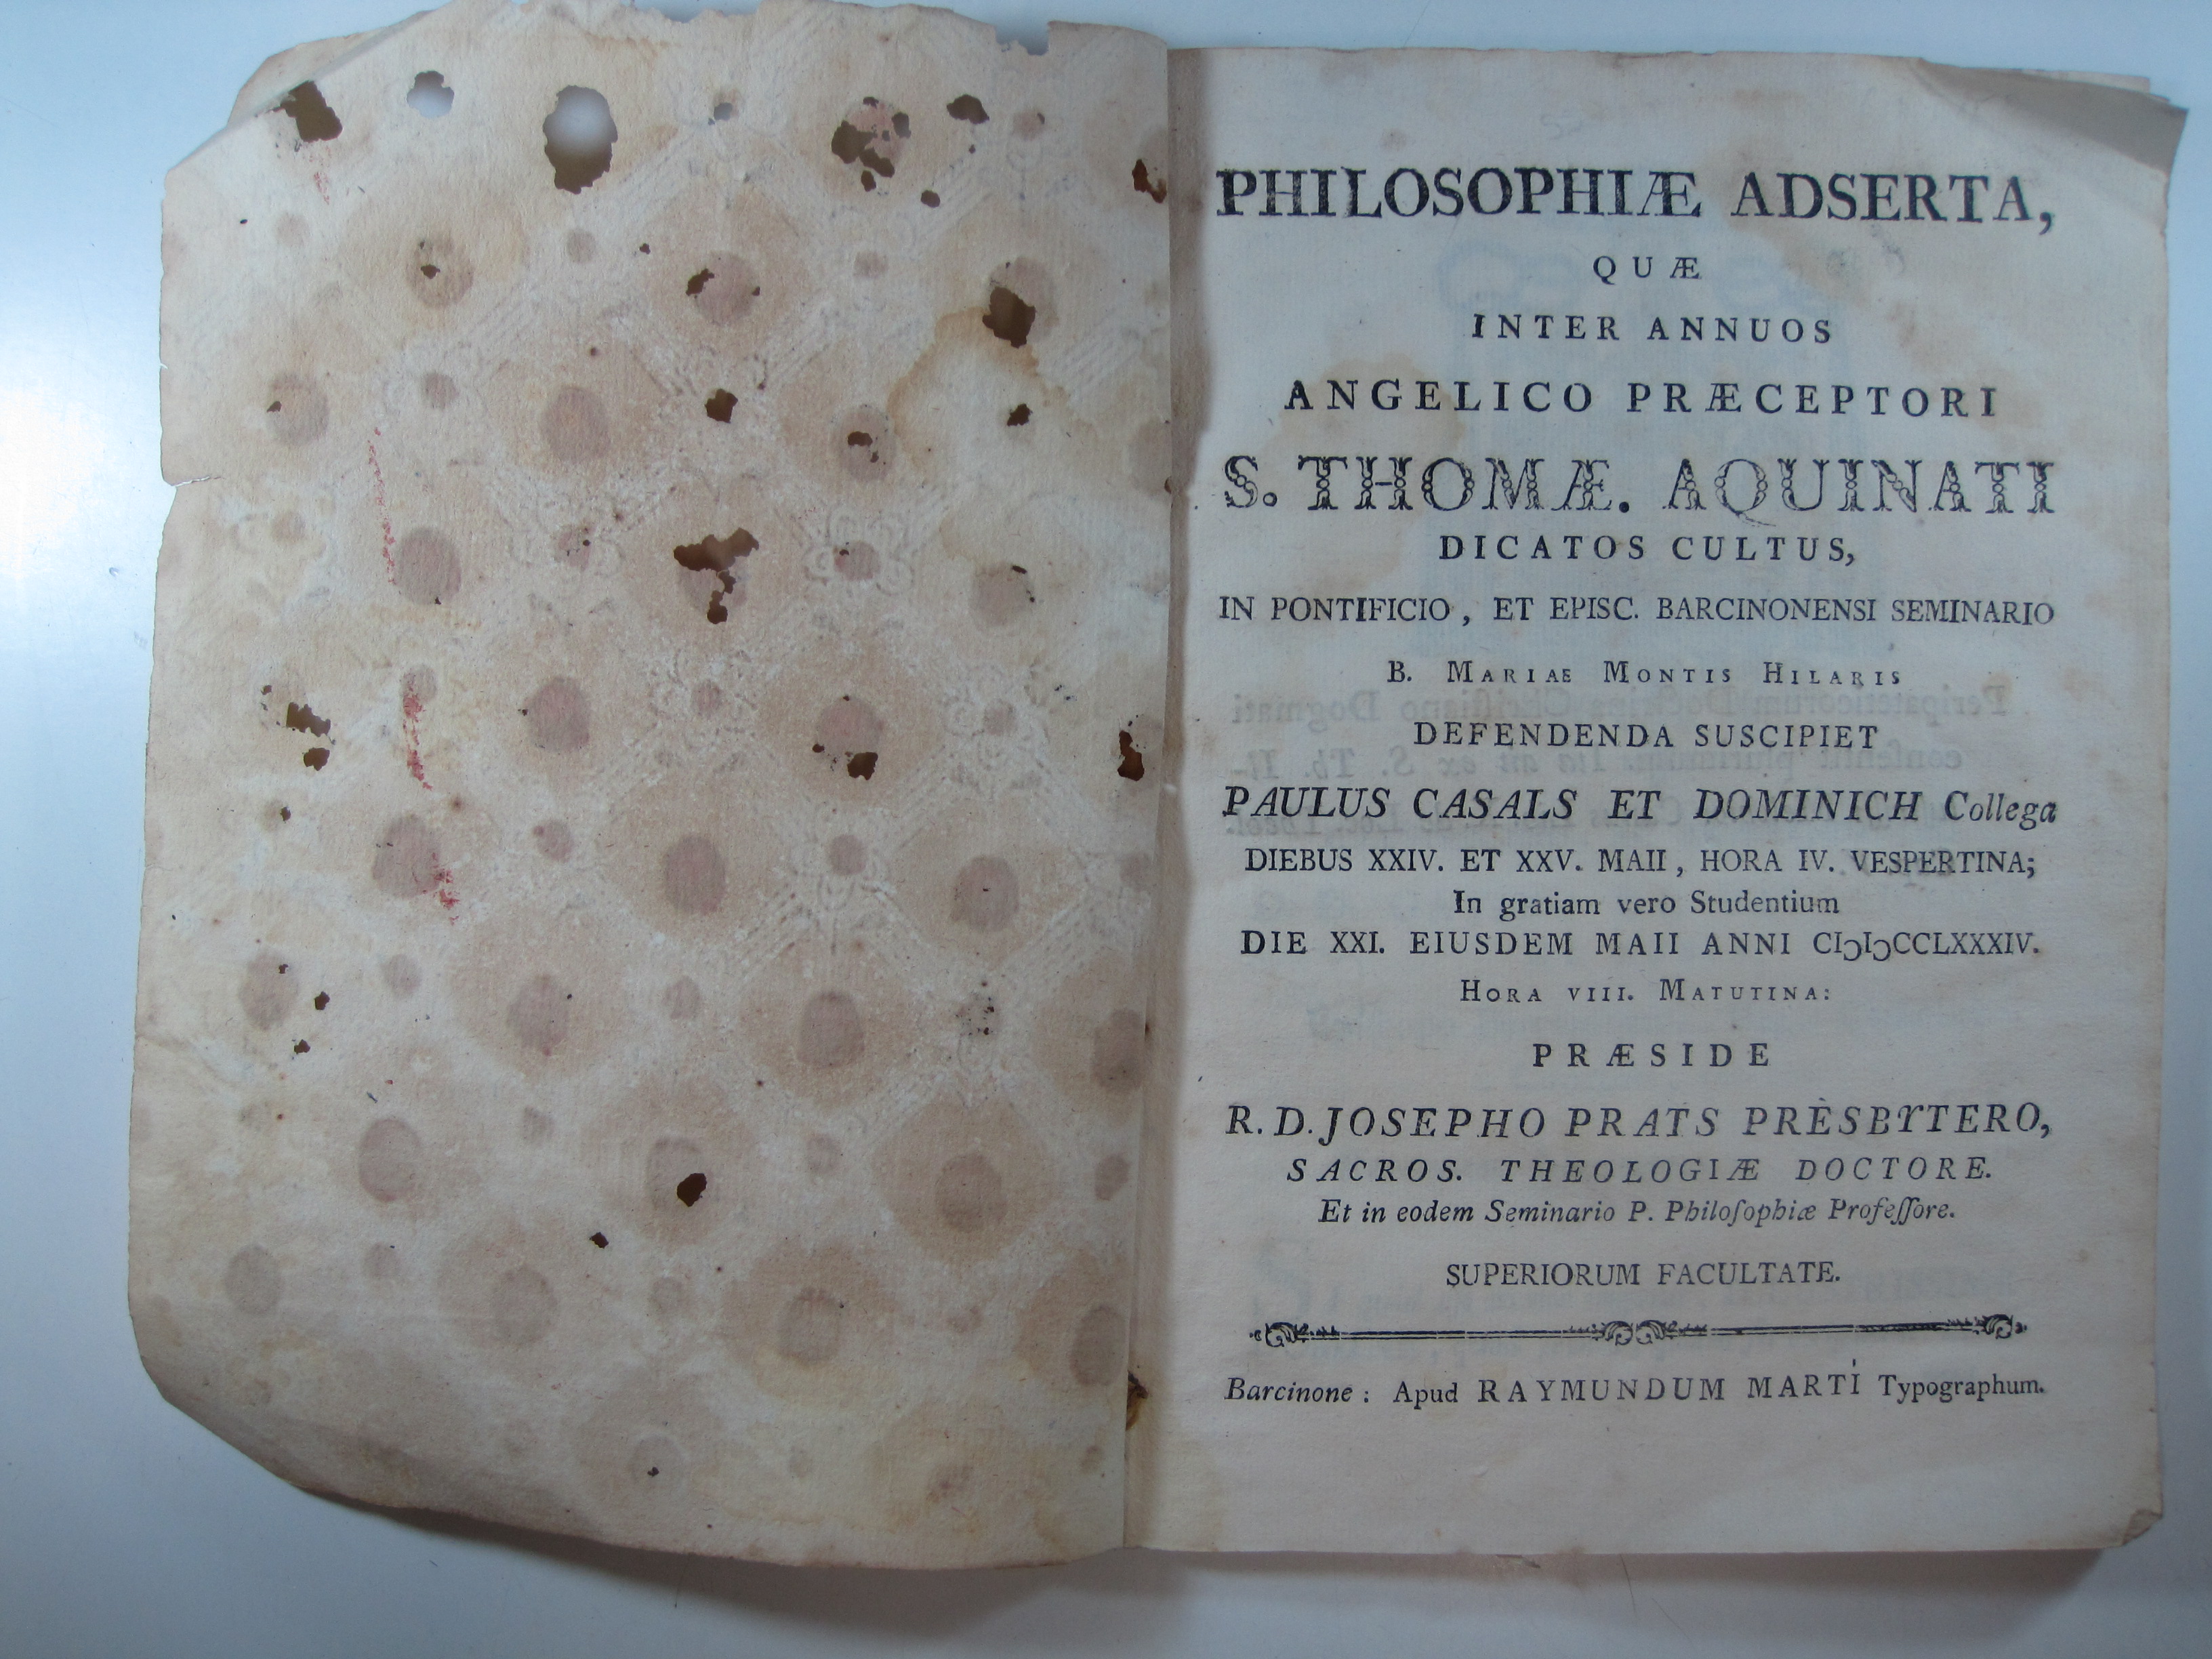 PHILOSOPHIÆ ADSERTA,
QUÆ
INTER ANNUOS
ANGELICO PRÆCEPTORI
S. THOMÆ. AQUINATI
DICATOS CULTUS,
IN PONTIFICIO, ET EPISC. BARCINONENSI SEMINARIO
B. MARIAE MONTIS HILARIS
DEFENDENDA SUSCIPIET
PAULUS CASALS ET DOMINICH Collega
DIEBUS XXIV. ET XXV. MAII, HORA IV. VESPERTINA;
In gratiam vero Studentium
DIE XXI. EIUSDEM MAII ANNI CIↃIↃCCLXXXIV.
HORA VIII. MATUTINA:
PRÆSIDE
R. D. JOSEPHO PRATS PRÈSBYTERO,
SACROS. THEOLOGIÆ DOCTORE.
Et in eodem Seminario P. Philoſophiæ Profeſſore.
SUPERIORUM FACULTATE.
Barcinone: Apud RAYMUNDUM MARTÍ Typographum.